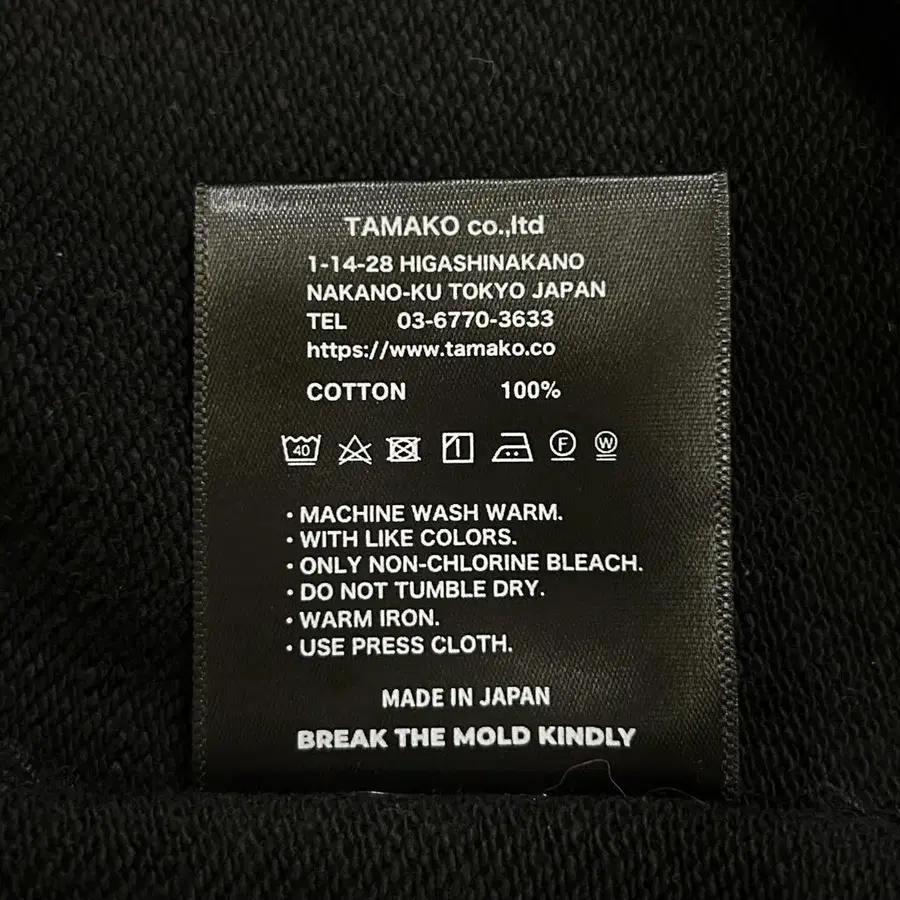 TAMAKO co.,ltd
1-14-28 HIGASHINAKANO
NAKANO-KU TOKYO JAPAN
TEL 03-6770-3633
https://www.tamako.co
COTTON 100%
40 F W
• MACHINE WASH WARM.
• WITH LIKE COLORS.
• ONLY NON-CHLORINE BLEACH.
• DO NOT TUMBLE DRY.
• WARM IRON.
• USE PRESS CLOTH.
MADE IN JAPAN
BREAK THE MOLD KINDLY